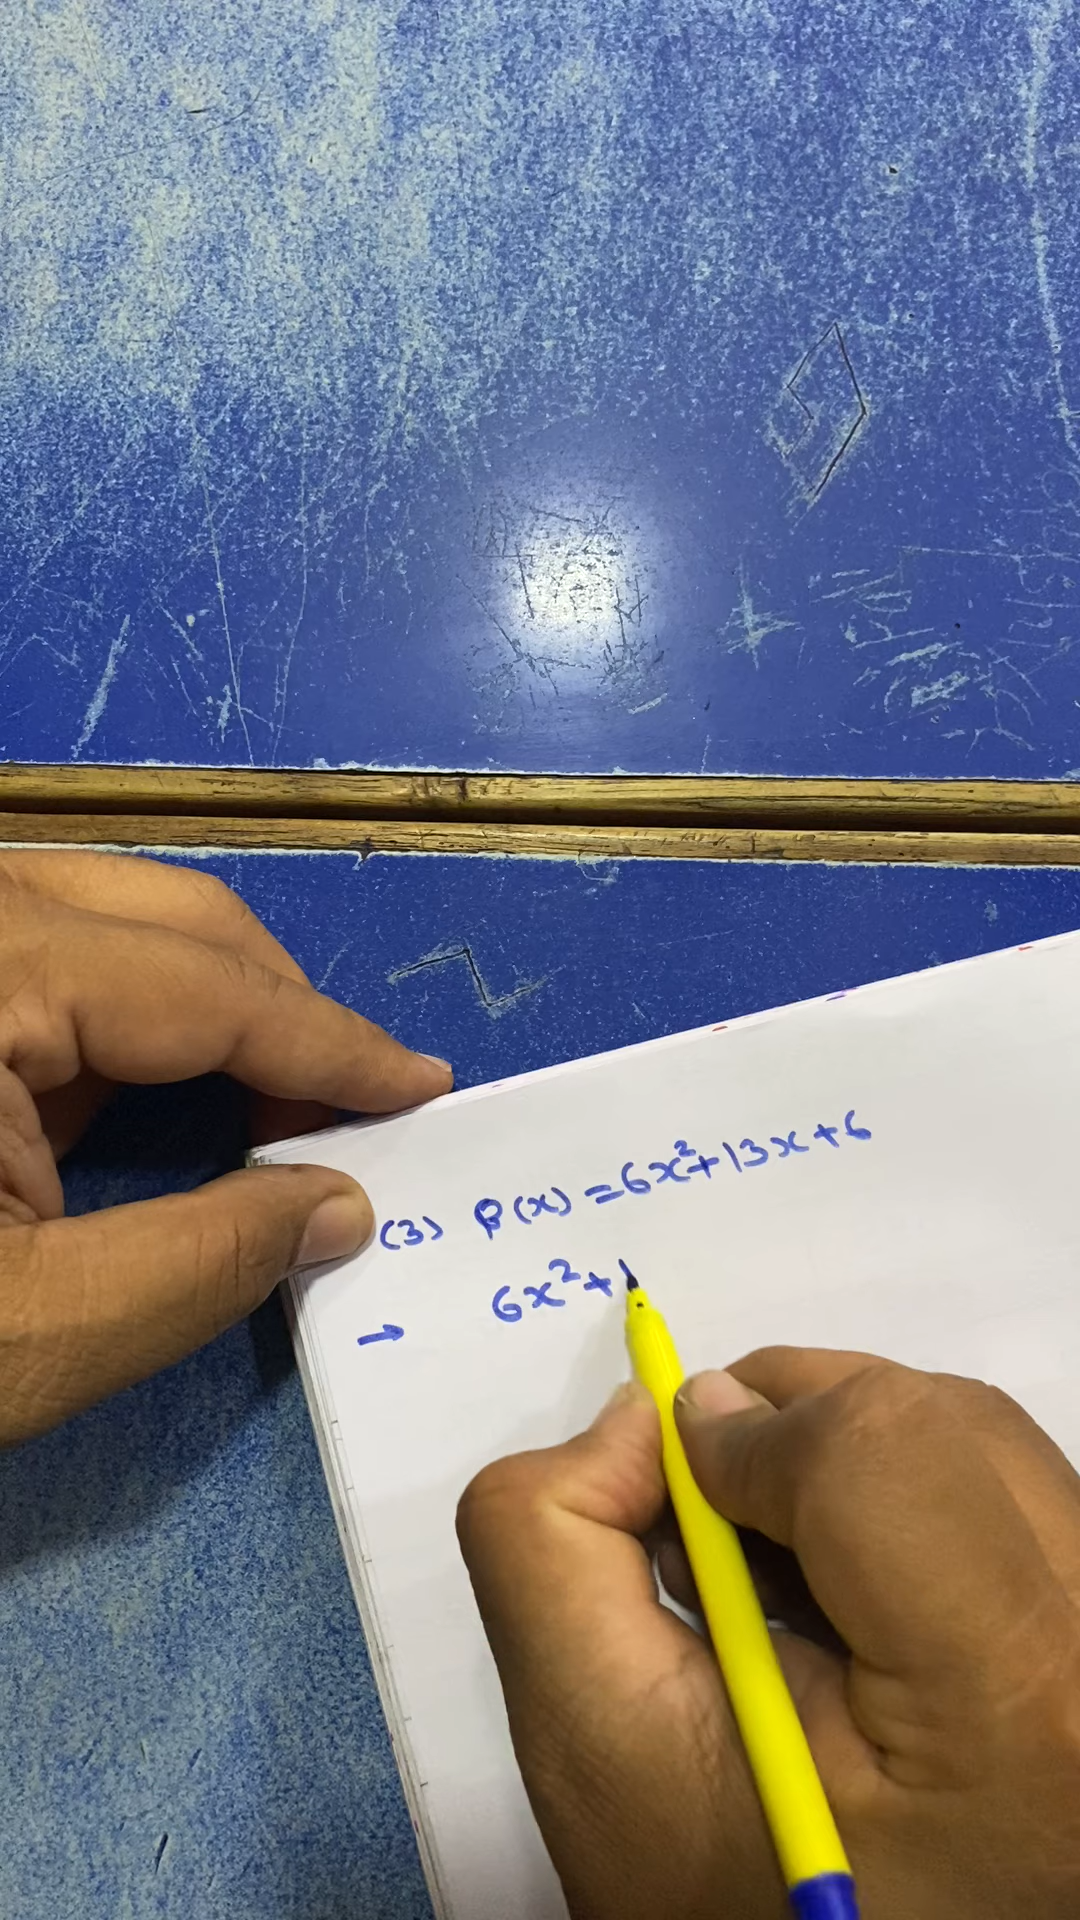 (3) P(x) = 6x²+13x+6
→ 6x²+1